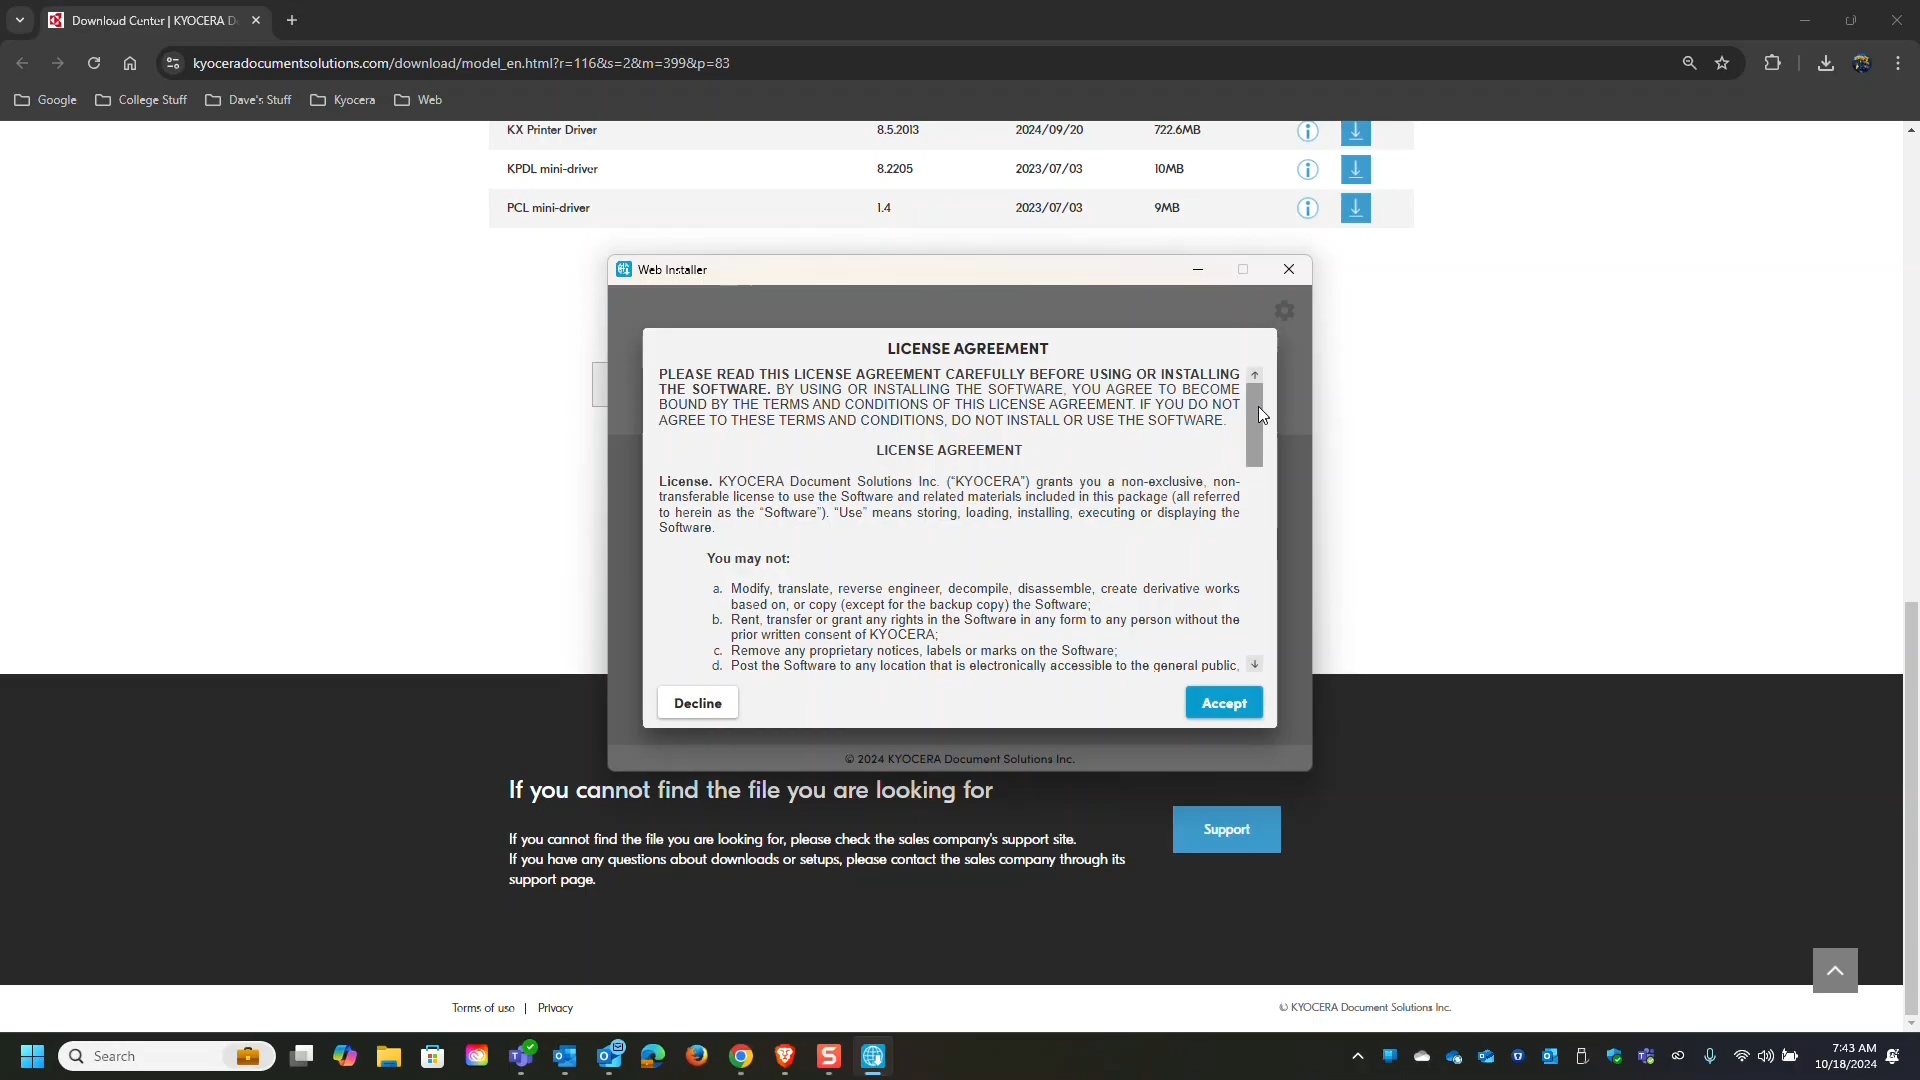 Download Center | KYOCERA D
kyoceradocumentsolutions.com/download/model_en.html?r=116&s=2&m=399&p=83
Google
College Stuff
Dave's Stuff
Kyocera
Web
KX Printer Driver 8.5.2013 2024/09/20 722.6MB
KPDL mini-driver 8.2205 2023/07/03 10MB
PCL mini-driver 1.4 2023/07/03 9MB
Web Installer
LICENSE AGREEMENT
PLEASE READ THIS LICENSE AGREEMENT CAREFULLY BEFORE USING OR INSTALLING
THE SOFTWARE. BY USING OR INSTALLING THE SOFTWARE, YOU AGREE TO BECOME
BOUND BY THE TERMS AND CONDITIONS OF THIS LICENSE AGREEMENT. IF YOU DO NOT
AGREE TO THESE TERMS AND CONDITIONS, DO NOT INSTALL OR USE THE SOFTWARE.
LICENSE AGREEMENT
License. KYOCERA Document Solutions Inc. (“KYOCERA”) grants you a non-exclusive, non-
transferable license to use the Software and related materials included in this package (all referred
to herein as the “Software”). “Use” means storing, loading, installing, executing or displaying the
Software.
You may not:
a. Modify, translate, reverse engineer, decompile, disassemble, create derivative works
based on, or copy (except for the backup copy) the Software;
b. Rent, transfer or grant any rights in the Software in any form to any person without the
prior written consent of KYOCERA;
c. Remove any proprietary notices, labels or marks on the Software;
d. Post the Software to any location that is electronically accessible to the general public,
Decline
Accept
© 2024 KYOCERA Document Solutions Inc.
If you cannot find the file you are looking for
If you cannot find the file you are looking for, please check the sales company's support site.
If you have any questions about downloads or setups, please contact the sales company through its
support page.
Support
Terms of use | Privacy
© KYOCERA Document Solutions Inc.
Search
7:43 AM
10/18/2024